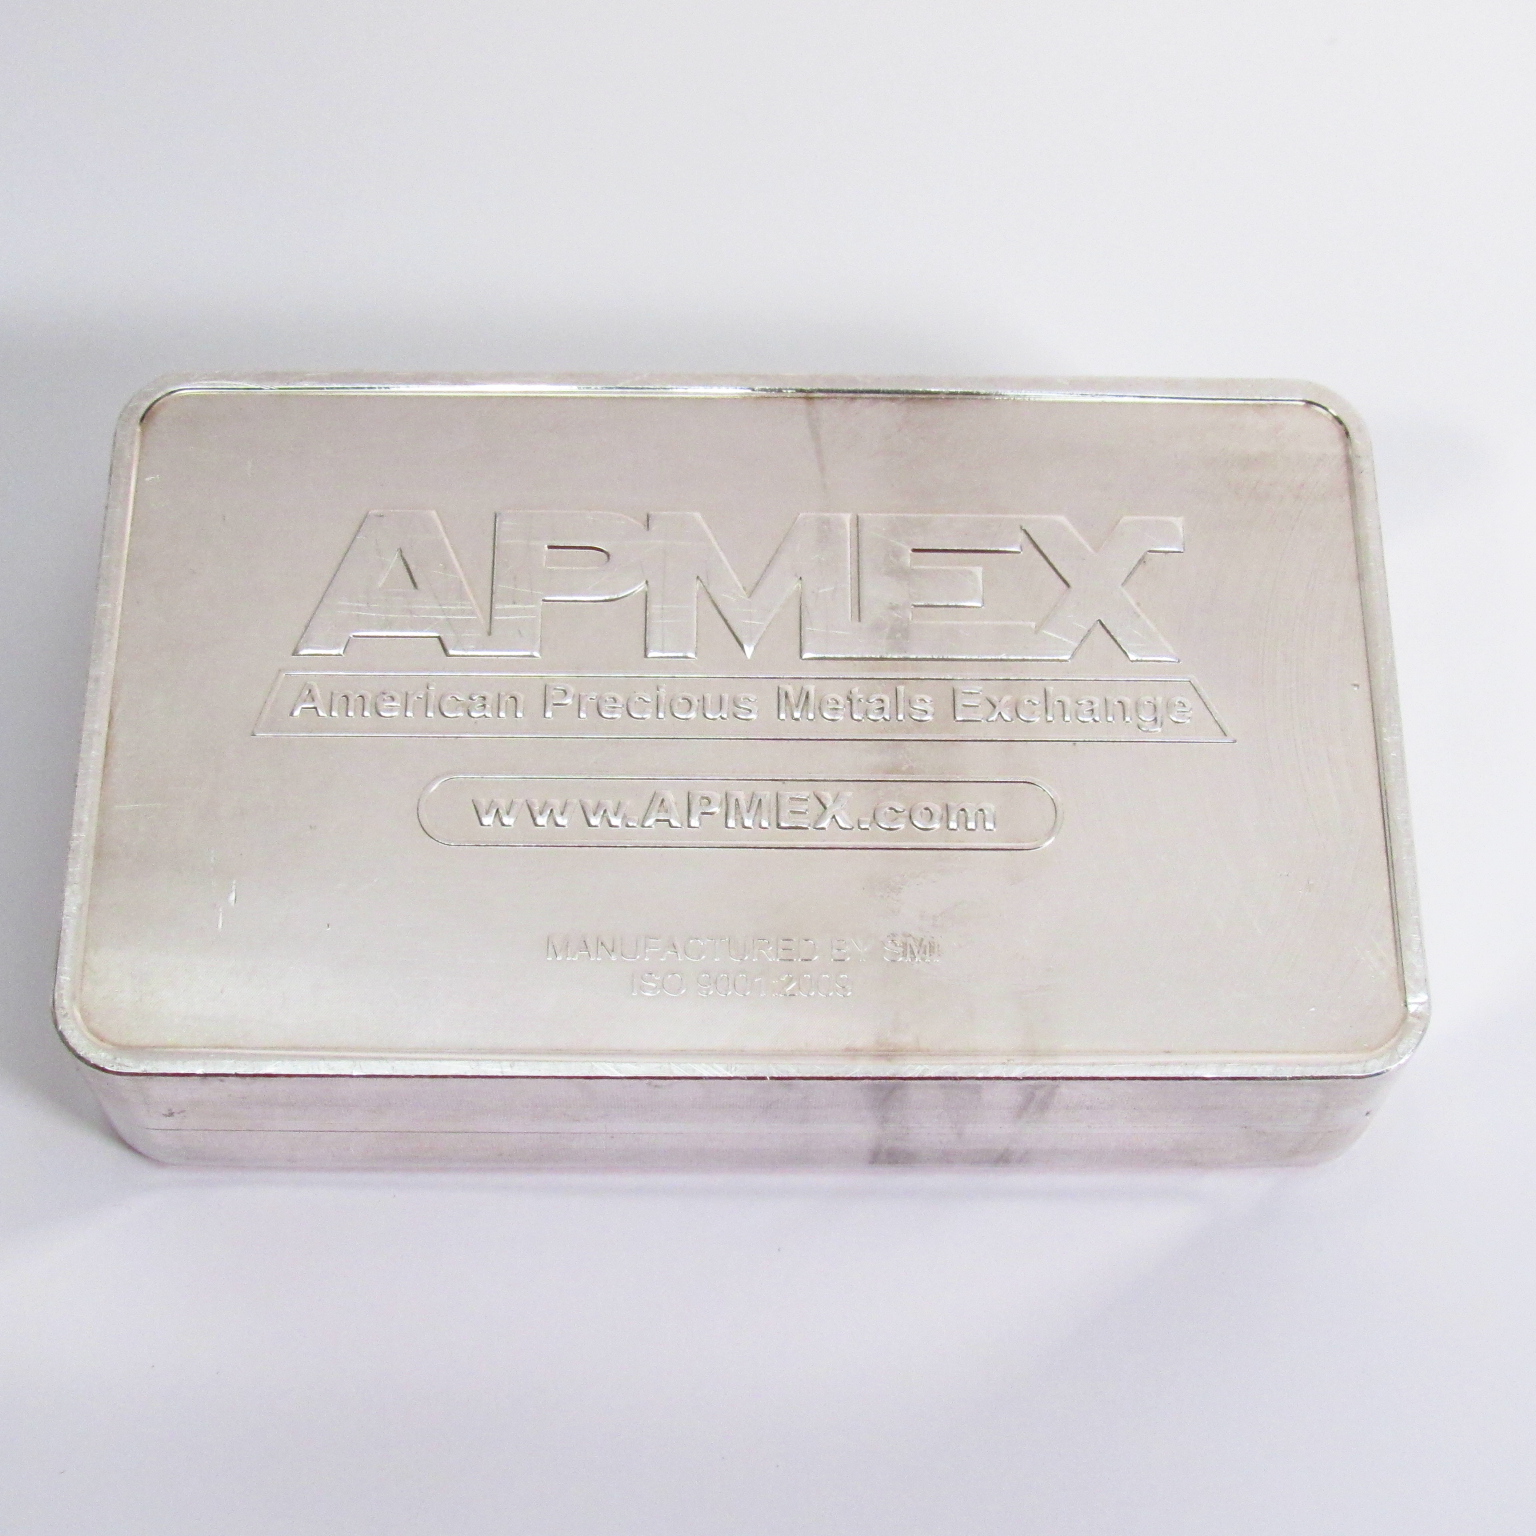 APMEX
American Precious Metals Exchange
www.APMEX.com
MANUFACTURED BY SMI
ISO 9001:2008